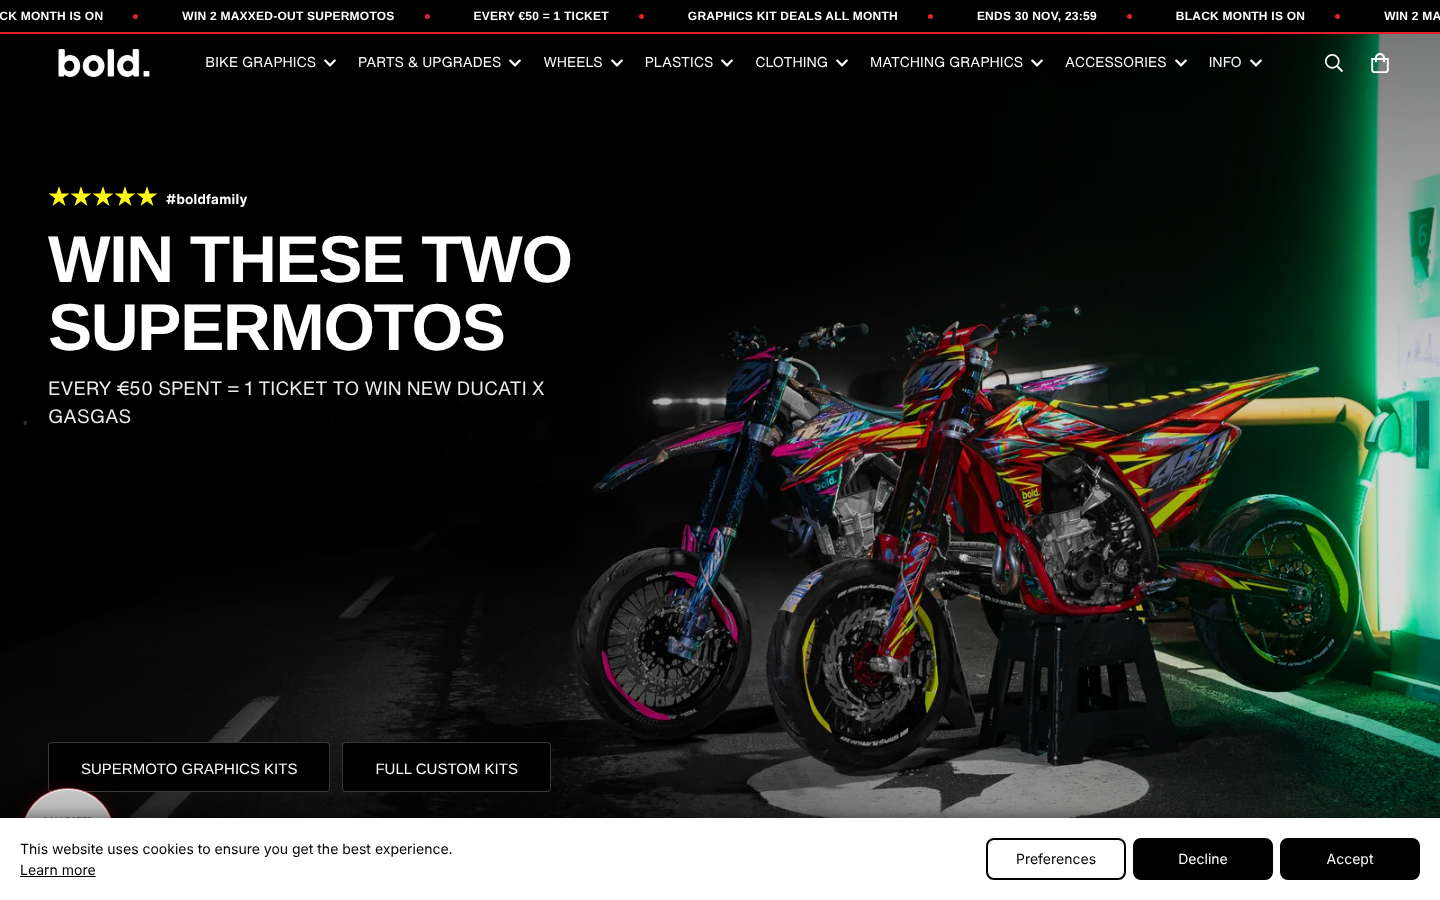 CK MONTH IS ON • WIN 2 MAXXED-OUT SUPERMOTOS • EVERY €50 = 1 TICKET • GRAPHICS KIT DEALS ALL MONTH • ENDS 30 NOV, 23:59 • BLACK MONTH IS ON • WIN 2 MA
bold. BIKE GRAPHICS PARTS & UPGRADES WHEELS PLASTICS CLOTHING MATCHING GRAPHICS ACCESSORIES INFO
★★★★★ #boldfamily
WIN THESE TWO
SUPERMOTOS
EVERY €50 SPENT = 1 TICKET TO WIN NEW DUCATI X
GASGAS
6
450
bold.
bold.
SUPERMOTO GRAPHICS KITS FULL CUSTOM KITS
This website uses cookies to ensure you get the best experience.
Learn more
Preferences Decline Accept